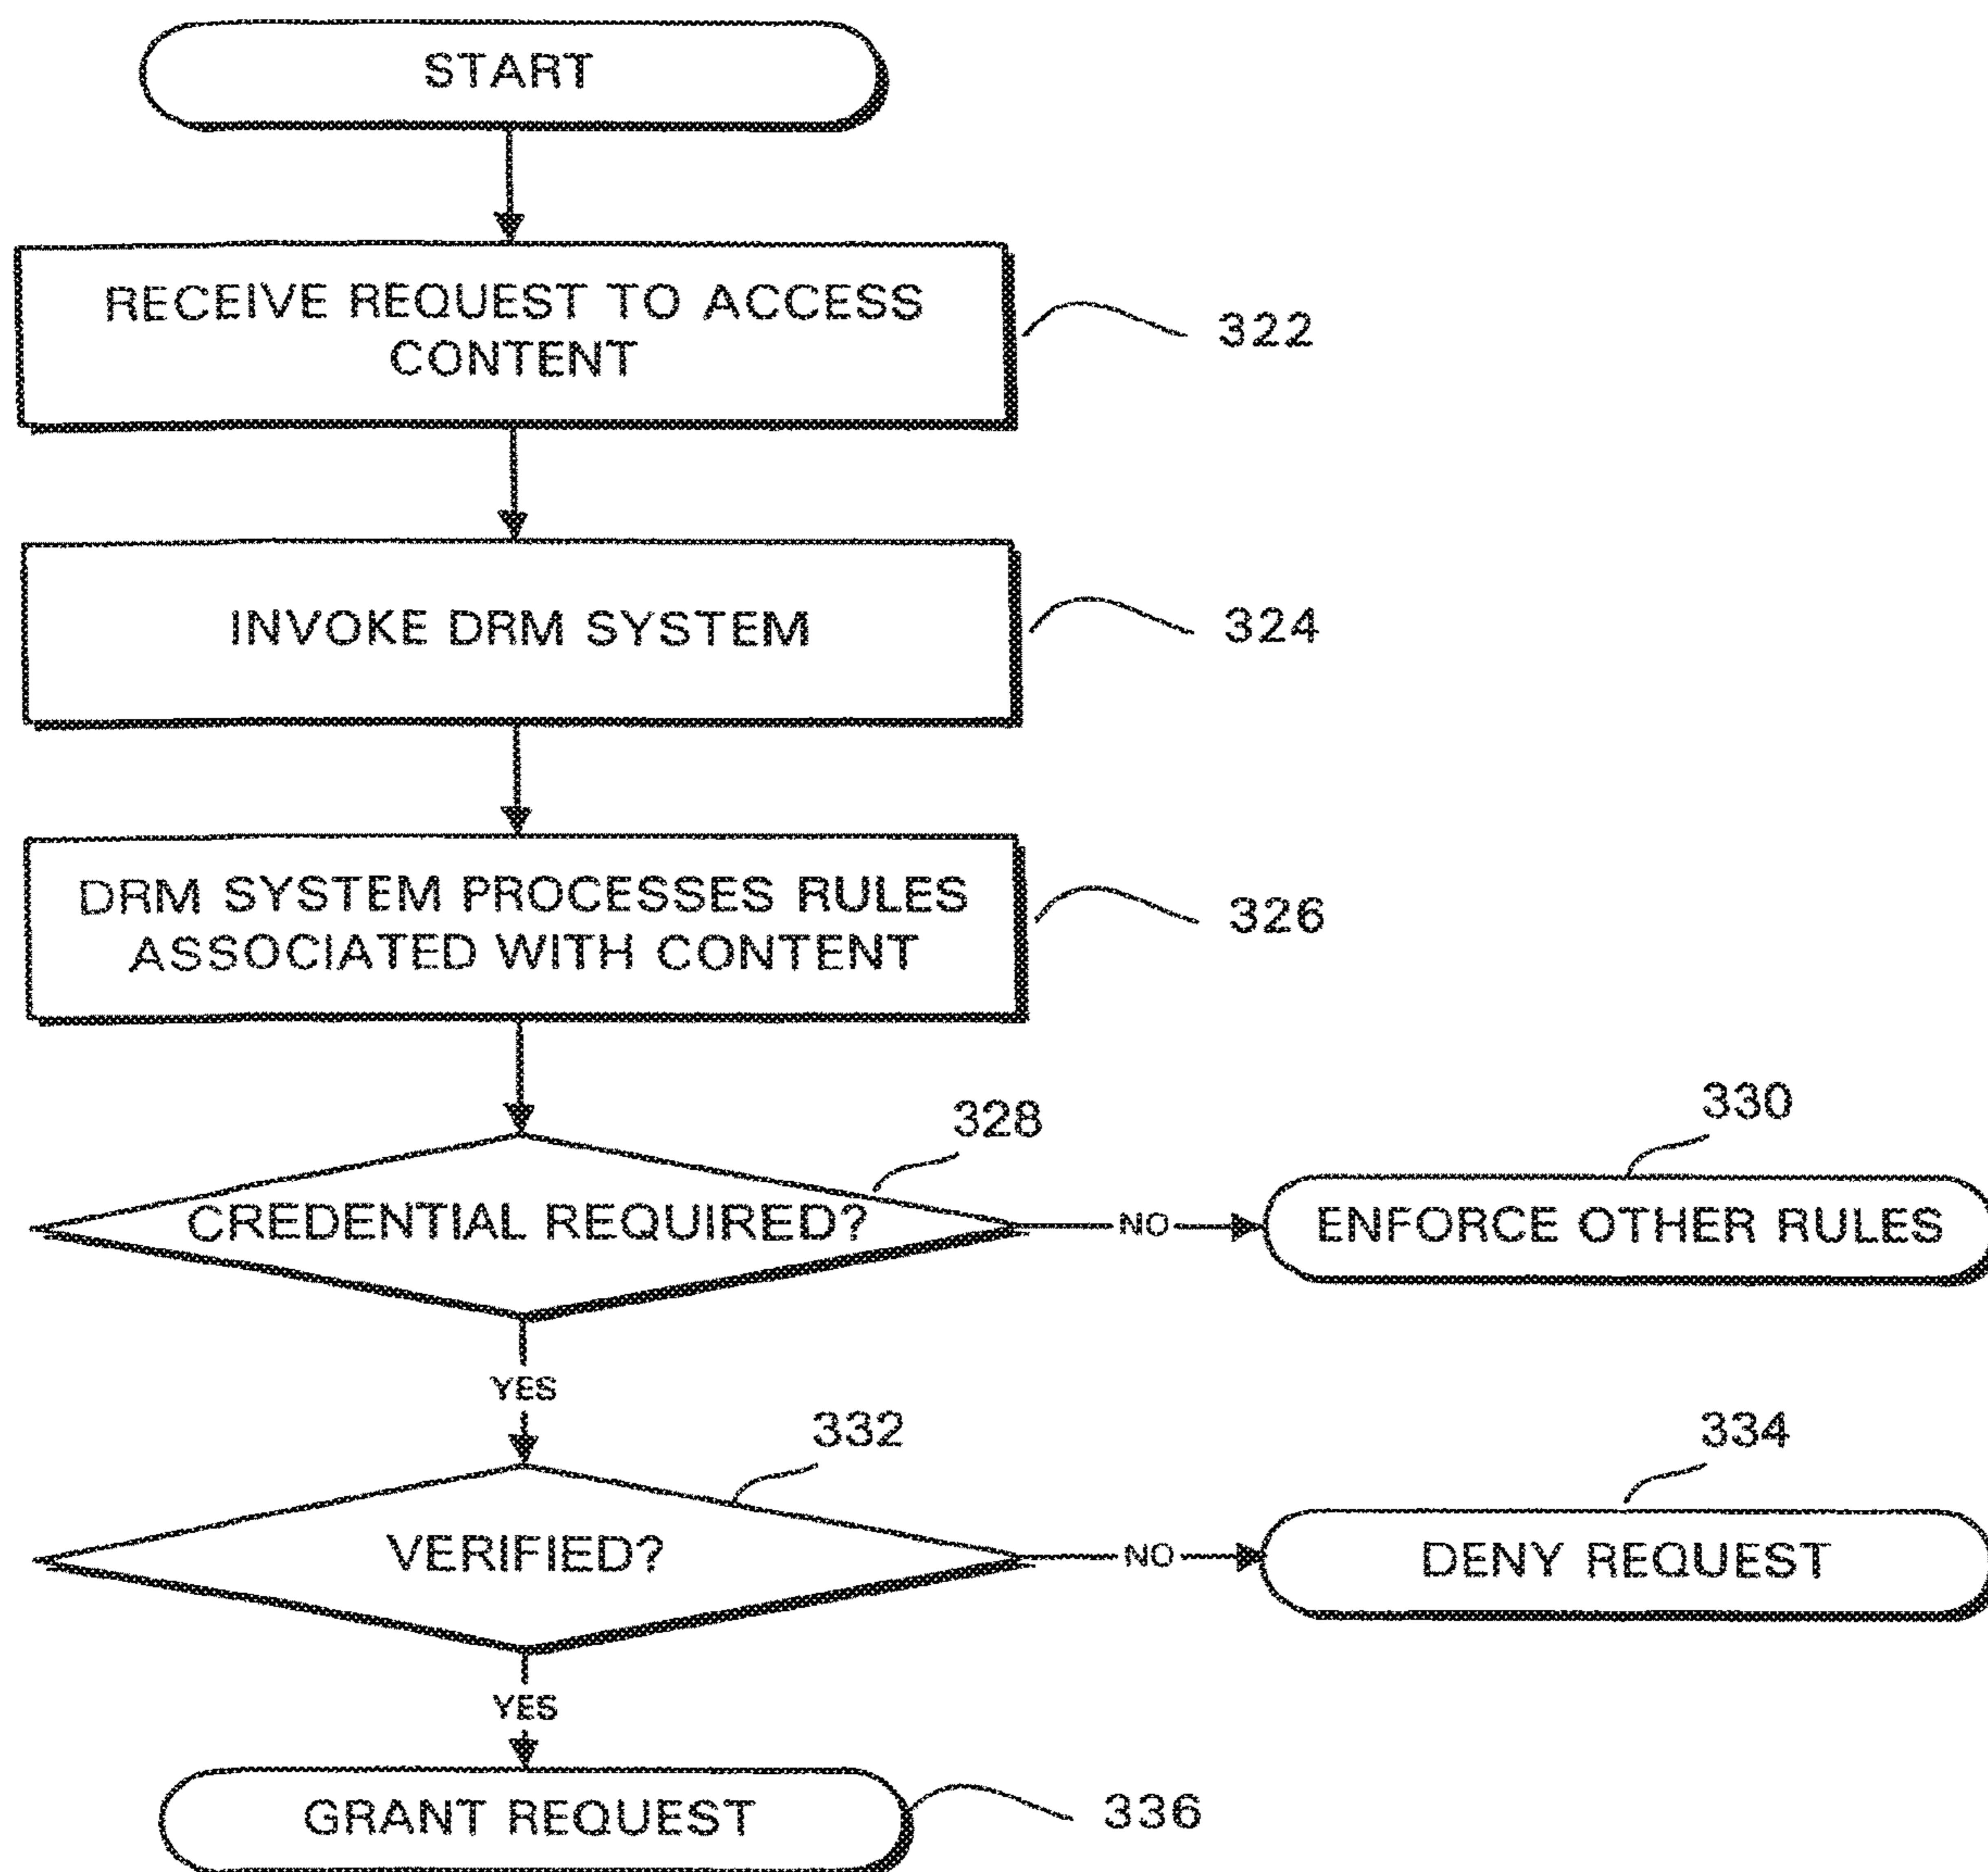 START
RECEIVE REQUEST TO ACCESS
CONTENT
322
INVOKE DRM SYSTEM
324
DRM SYSTEM PROCESSES RULES
ASSOCIATED WITH CONTENT
326
328
330
CREDENTIAL REQUIRED?
NO
ENFORCE OTHER RULES
YES
332
334
VERIFIED?
NO
DENY REQUEST
YES
GRANT REQUEST
336